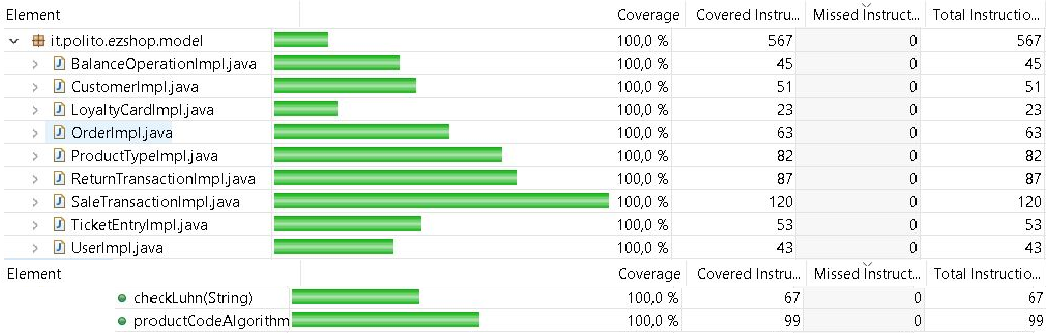 Element Coverage Covered Instru... Missed Instruct... Total Instructio...
it.polito.ezshop.model 100,0 % 567 0 567
BalanceOperationImpl.java 100,0 % 45 0 45
CustomerImpl.java 100,0 % 51 0 51
LoyaltyCardImpl.java 100,0 % 23 0 23
OrderImpl.java 100,0 % 63 0 63
ProductTypeImpl.java 100,0 % 82 0 82
ReturnTransactionImpl.java 100,0 % 87 0 87
SaleTransactionImpl.java 100,0 % 120 0 120
TicketEntryImpl.java 100,0 % 53 0 53
UserImpl.java 100,0 % 43 0 43
Element Coverage Covered Instru... Missed Instruct... Total Instructio...
checkLuhn(String) 100,0 % 67 0 67
productCodeAlgorithm 100,0 % 99 0 99